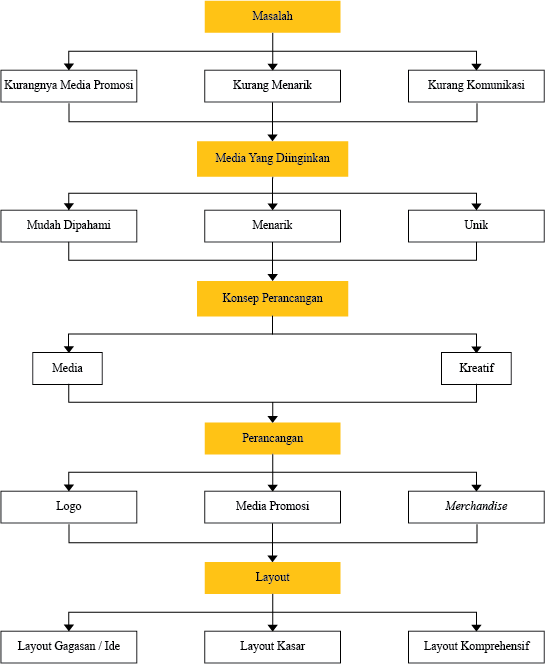 Masalah
Kurangnya Media Promosi
Kurang Menarik
Kurang Komunikasi
Media Yang Diinginkan
Mudah Dipahami
Menarik
Unik
Konsep Perancangan
Media
Kreatif
Perancangan
Logo
Media Promosi
Merchandise
Layout
Layout Gagasan / Ide
Layout Kasar
Layout Komprehensif